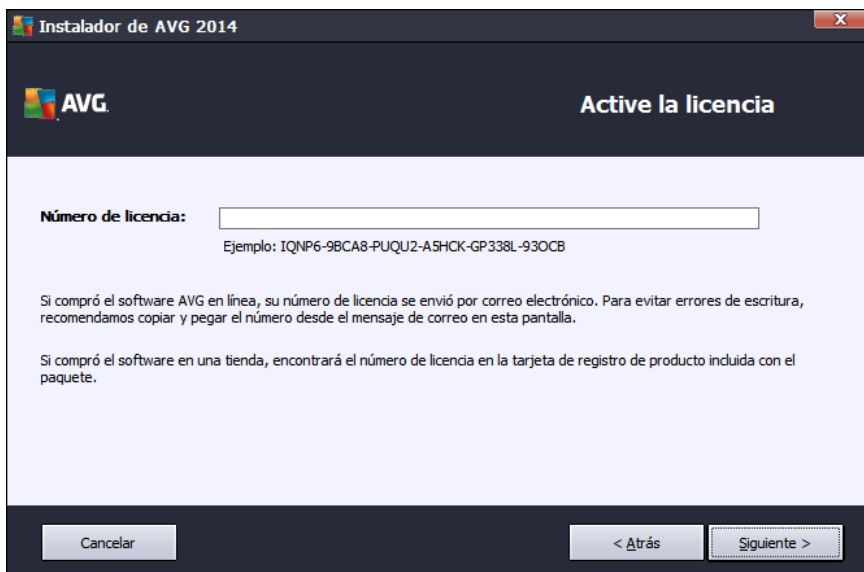 Instalador de AVG 2014
AVG.
Active la licencia
Número de licencia:
Ejemplo: IQNP6-9BCA8-PUQU2-A5HCK-GP338L-93OCB
Si compró el software AVG en línea, su número de licencia se envió por correo electrónico. Para evitar errores de escritura,
recomendamos copiar y pegar el número desde el mensaje de correo en esta pantalla.
Si compró el software en una tienda, encontrará el número de licencia en la tarjeta de registro de producto incluida con el
paquete.
Cancelar
< Atrás
Siguiente >